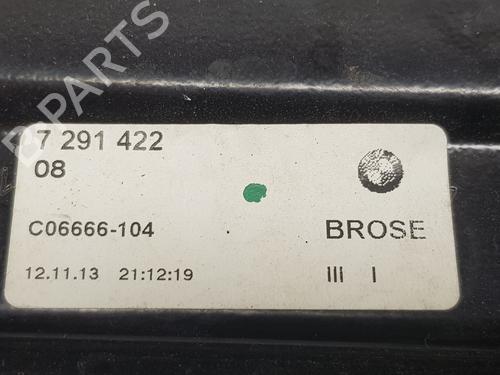 B-PARTS
7 291 422
08
C06666-104
BROSE
12.11.13 21:12:19
III I